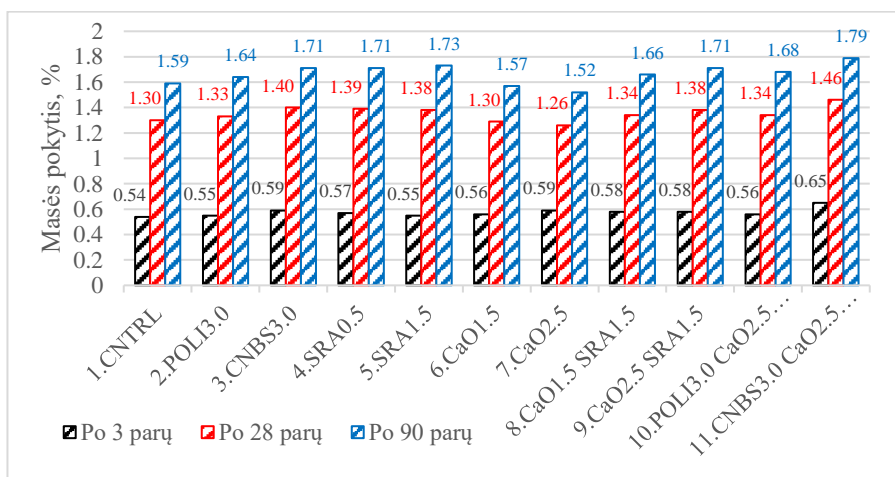 Masės pokytis, %
2
1.8
1.6
1.4
1.2
1
0.8
0.6
0.4
0.2
0
0.54 1.30 1.59
0.55 1.33 1.64
0.59 1.40 1.71
0.57 1.39 1.71
0.55 1.38 1.73
0.56 1.30 1.57
0.59 1.26 1.52
0.58 1.34 1.66
0.58 1.38 1.71
0.56 1.34 1.68
0.65 1.46 1.79
1.CNTRL
2.POLI3.0
3.CNBS3.0
4.SRA0.5
5.SRA1.5
6.CaO1.5
7.CaO2.5
8.CaO1.5 SRA1.5
9.CaO2.5 SRA1.5
10.POLI3.0 CaO2.5…
11.CNBS3.0 CaO2.5…
Po 3 parų Po 28 parų Po 90 parų